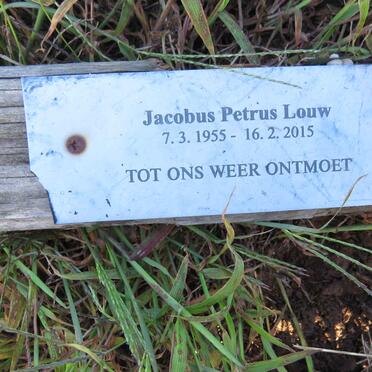 Jacobus Petrus Louw
7. 3. 1955 - 16. 2. 2015
TOT ONS WEER ONTMOET